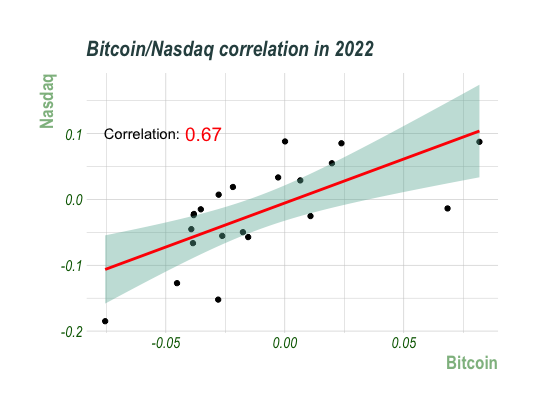 Bitcoin/Nasdaq correlation in 2022
Nasdaq
Correlation: 0.67
0.1
0.0
-0.1
-0.2
-0.05 0.00 0.05
Bitcoin